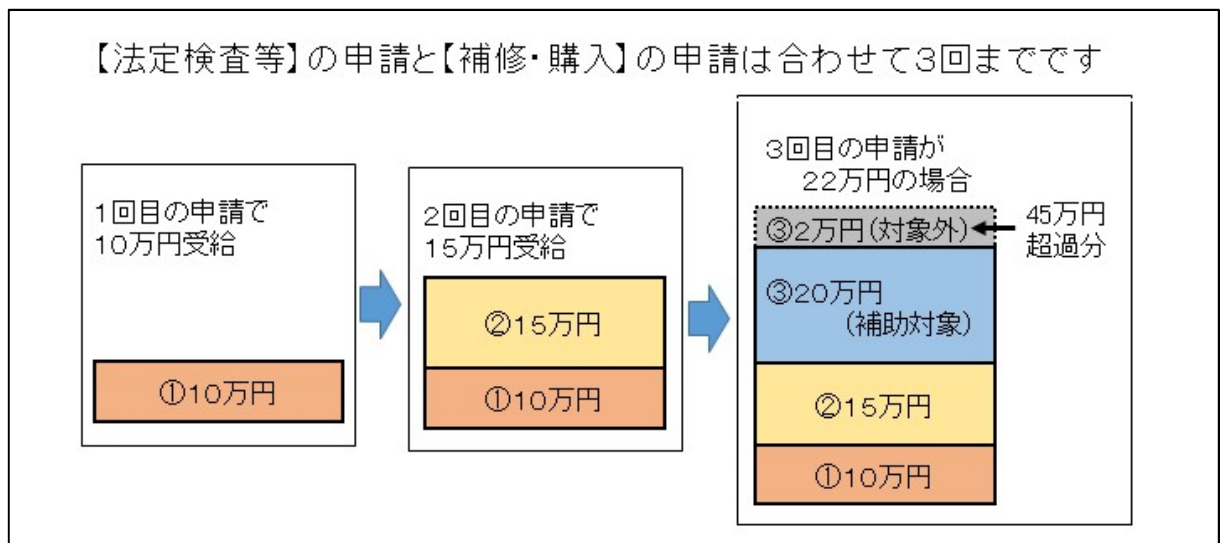 【法定検査等】の申請と【補修・購入】の申請は合わせて3回までです
1回目の申請で
10万円受給
①10万円
2回目の申請で
15万円受給
②15万円
①10万円
3回目の申請が
22万円の場合
③2万円(対象外)
45万円
超過分
③20万円
(補助対象)
②15万円
①10万円